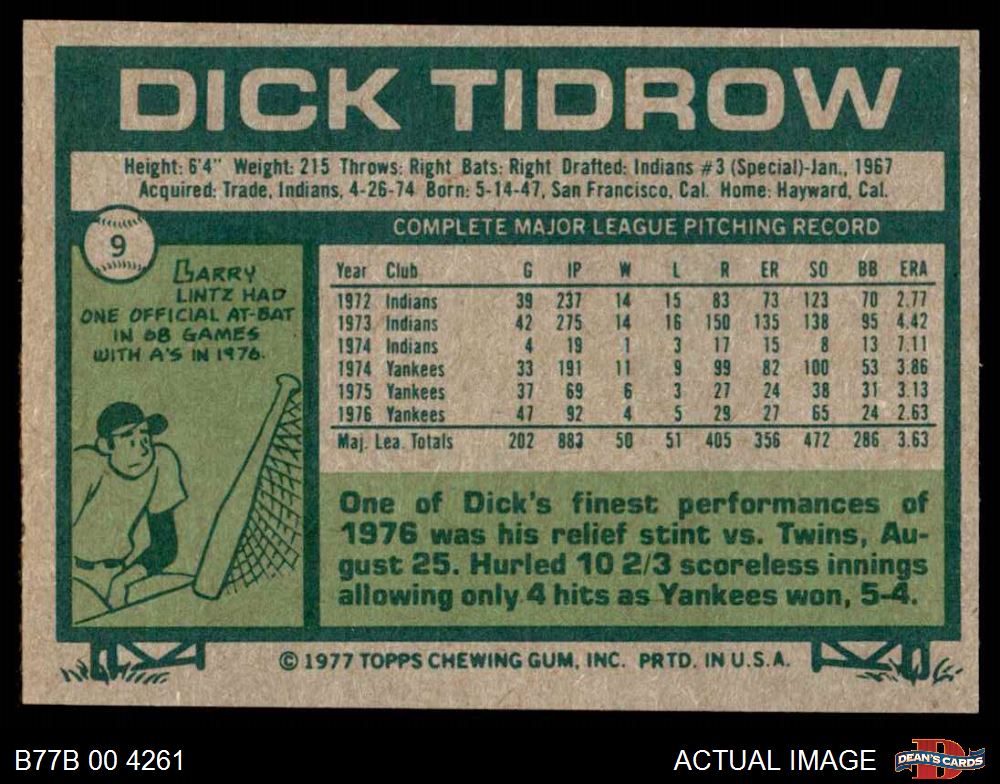 DICK TIDROW
Height: 6'4" Weight: 215 Throws: Right Bats: Right Drafted: Indians #3 (Special)-Jan., 1967
Acquired: Trade, Indians, 4-26-74 Born: 5-14-47, San Francisco, Cal. Home: Hayward, Cal.
9
LARRY
LINTZ HAD
ONE OFFICIAL AT-BAT
IN 68 GAMES
WITH A'S IN 1976.
COMPLETE MAJOR LEAGUE PITCHING RECORD
Year Club G IP W L R ER SO BB ERA
1972 Indians 39 237 14 15 83 73 123 70 2.77
1973 Indians 42 275 14 16 150 135 138 95 4.42
1974 Indians 4 19 1 3 17 15 8 13 7.11
1974 Yankees 33 191 11 9 99 82 100 53 3.86
1975 Yankees 37 69 6 3 27 24 38 31 3.13
1976 Yankees 47 92 4 5 29 27 65 24 2.63
Maj. Lea. Totals 202 883 50 51 405 356 472 286 3.63
One of Dick's finest performances of
1976 was his relief stint vs. Twins, Au-
gust 25. Hurled 10 2/3 scoreless innings
allowing only 4 hits as Yankees won, 5-4.
© 1977 TOPPS CHEWING GUM, INC. PRTD. IN U.S.A.
B77B 00 4261
ACTUAL IMAGE
DEAN'S CARDS